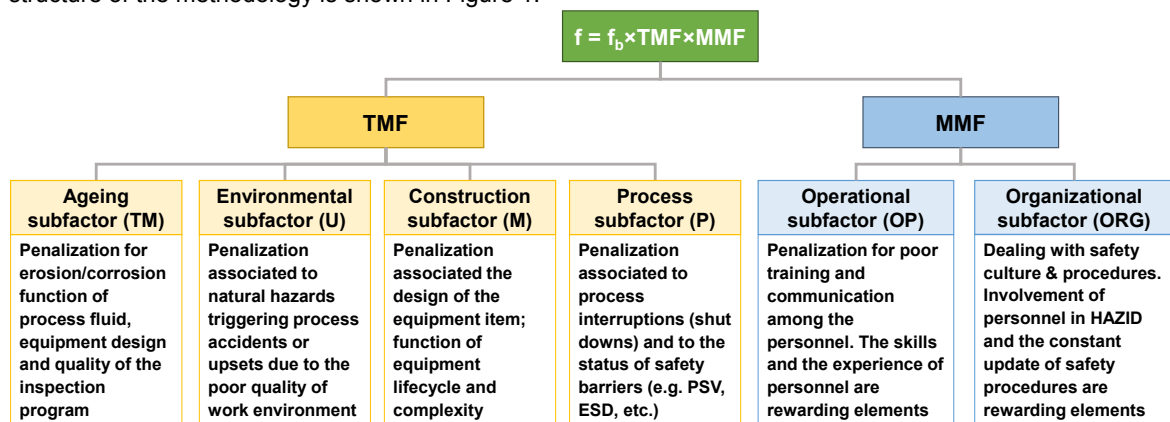 structure of the methodology is shown in Figure 1.
f = fb×TMF×MMF
TMF
MMF
Ageing
subfactor (TM)
Penalization for
erosion/corrosion
function of
process fluid,
equipment design
and quality of the
inspection
program
Environmental
subfactor (U)
Penalization
associated to
natural hazards
triggering process
accidents or
upsets due to the
poor quality of
work environment
Construction
subfactor (M)
Penalization
associated the
design of the
equipment item;
function of
equipment
lifecycle and
complexity
Process
subfactor (P)
Penalization
associated to
process
interruptions (shut
downs) and to the
status of safety
barriers (e.g. PSV,
ESD, etc.)
Operational
subfactor (OP)
Penalization for poor
training and
communication
among the
personnel. The skills
and the experience of
personnel are
rewarding elements
Organizational
subfactor (ORG)
Dealing with safety
culture & procedures.
Involvement of
personnel in HAZID
and the constant
update of safety
procedures are
rewarding elements